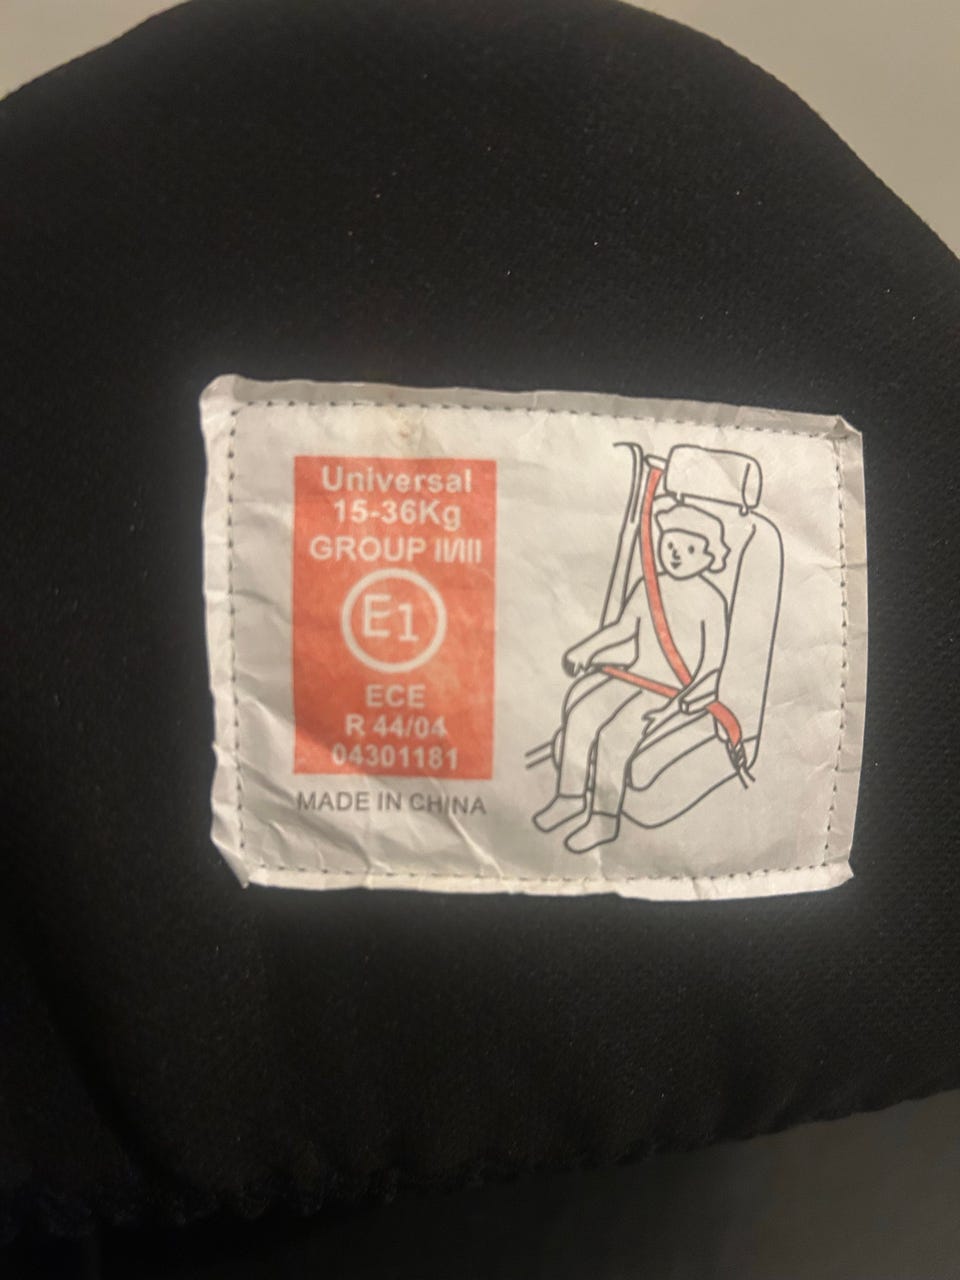 Universal
15-36Kg
GROUP II/III
E1
ECE
R 44/04
04301181
MADE IN CHINA